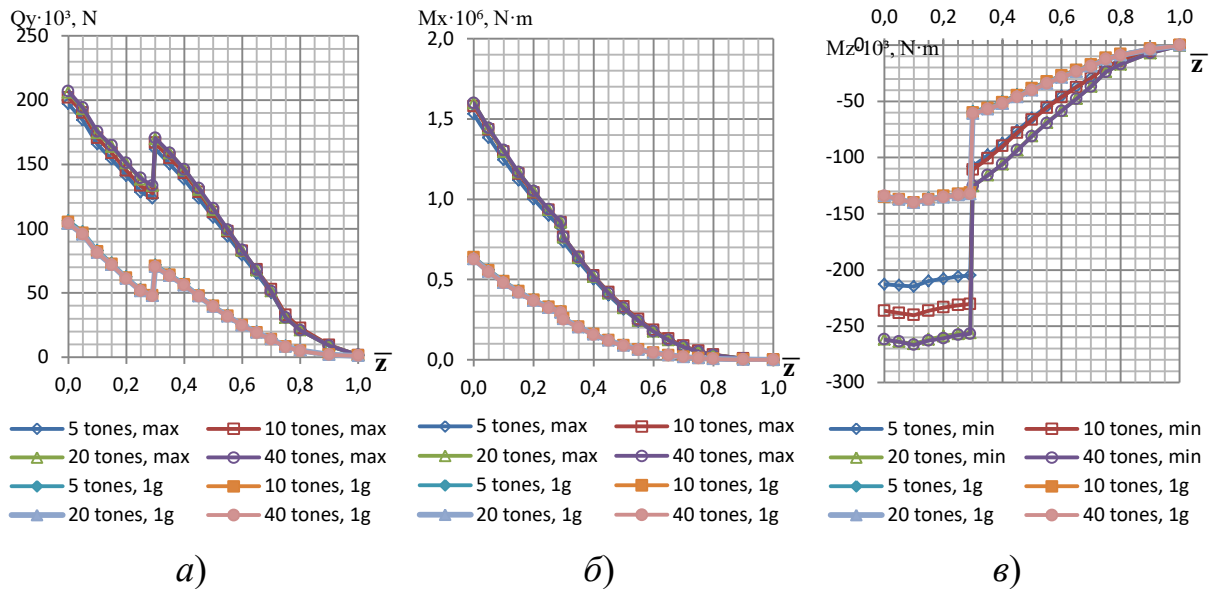 Qy·10³, N
250
200
150
100
50
0
0,0 0,2 0,4 0,6 0,8 1,0
z
5 tones, max 10 tones, max
20 tones, max 40 tones, max
5 tones, 1g 10 tones, 1g
20 tones, 1g 40 tones, 1g
а)
Mx·10⁶, N·m
2,0
1,5
1,0
0,5
0,0
0,0 0,2 0,4 0,6 0,8 1,0
z
5 tones, max 10 tones, max
20 tones, max 40 tones, max
5 tones, 1g 10 tones, 1g
20 tones, 1g 40 tones, 1g
б)
0,0 0,2 0,4 0,6 0,8 1,0
Mz·10³, N·m
z
0
-50
-100
-150
-200
-250
-300
5 tones, min 10 tones, min
20 tones, min 40 tones, min
5 tones, 1g 10 tones, 1g
20 tones, 1g 40 tones, 1g
в)